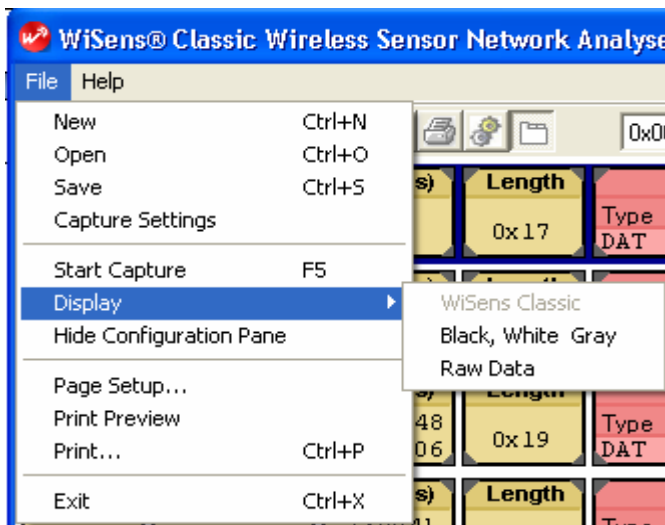 WiSens® Classic Wireless Sensor Network Analyse
File Help
New Ctrl+N
Open Ctrl+O
Save Ctrl+S
Capture Settings
Start Capture F5
Display
Hide Configuration Pane
Page Setup...
Print Preview
Print... Ctrl+P
Exit Ctrl+X
WiSens Classic
Black, White Gray
Raw Data
0x00
s) Length
0x17
Type
DAT
Length
48
06
0x19
Type
DAT
s) Length